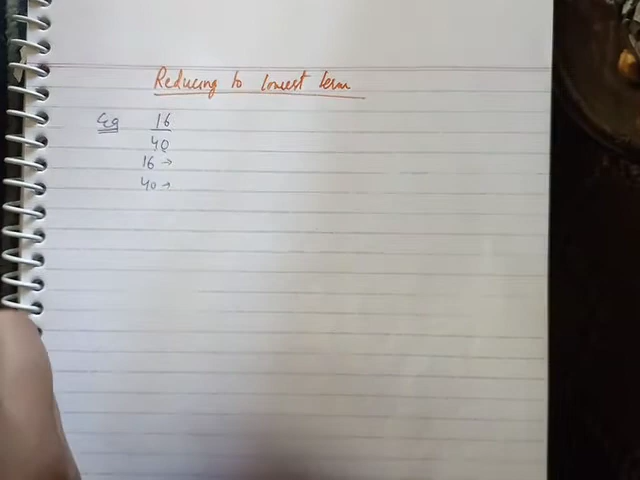 Reducing to lowest term
Eg 16
40
16 →
40 →